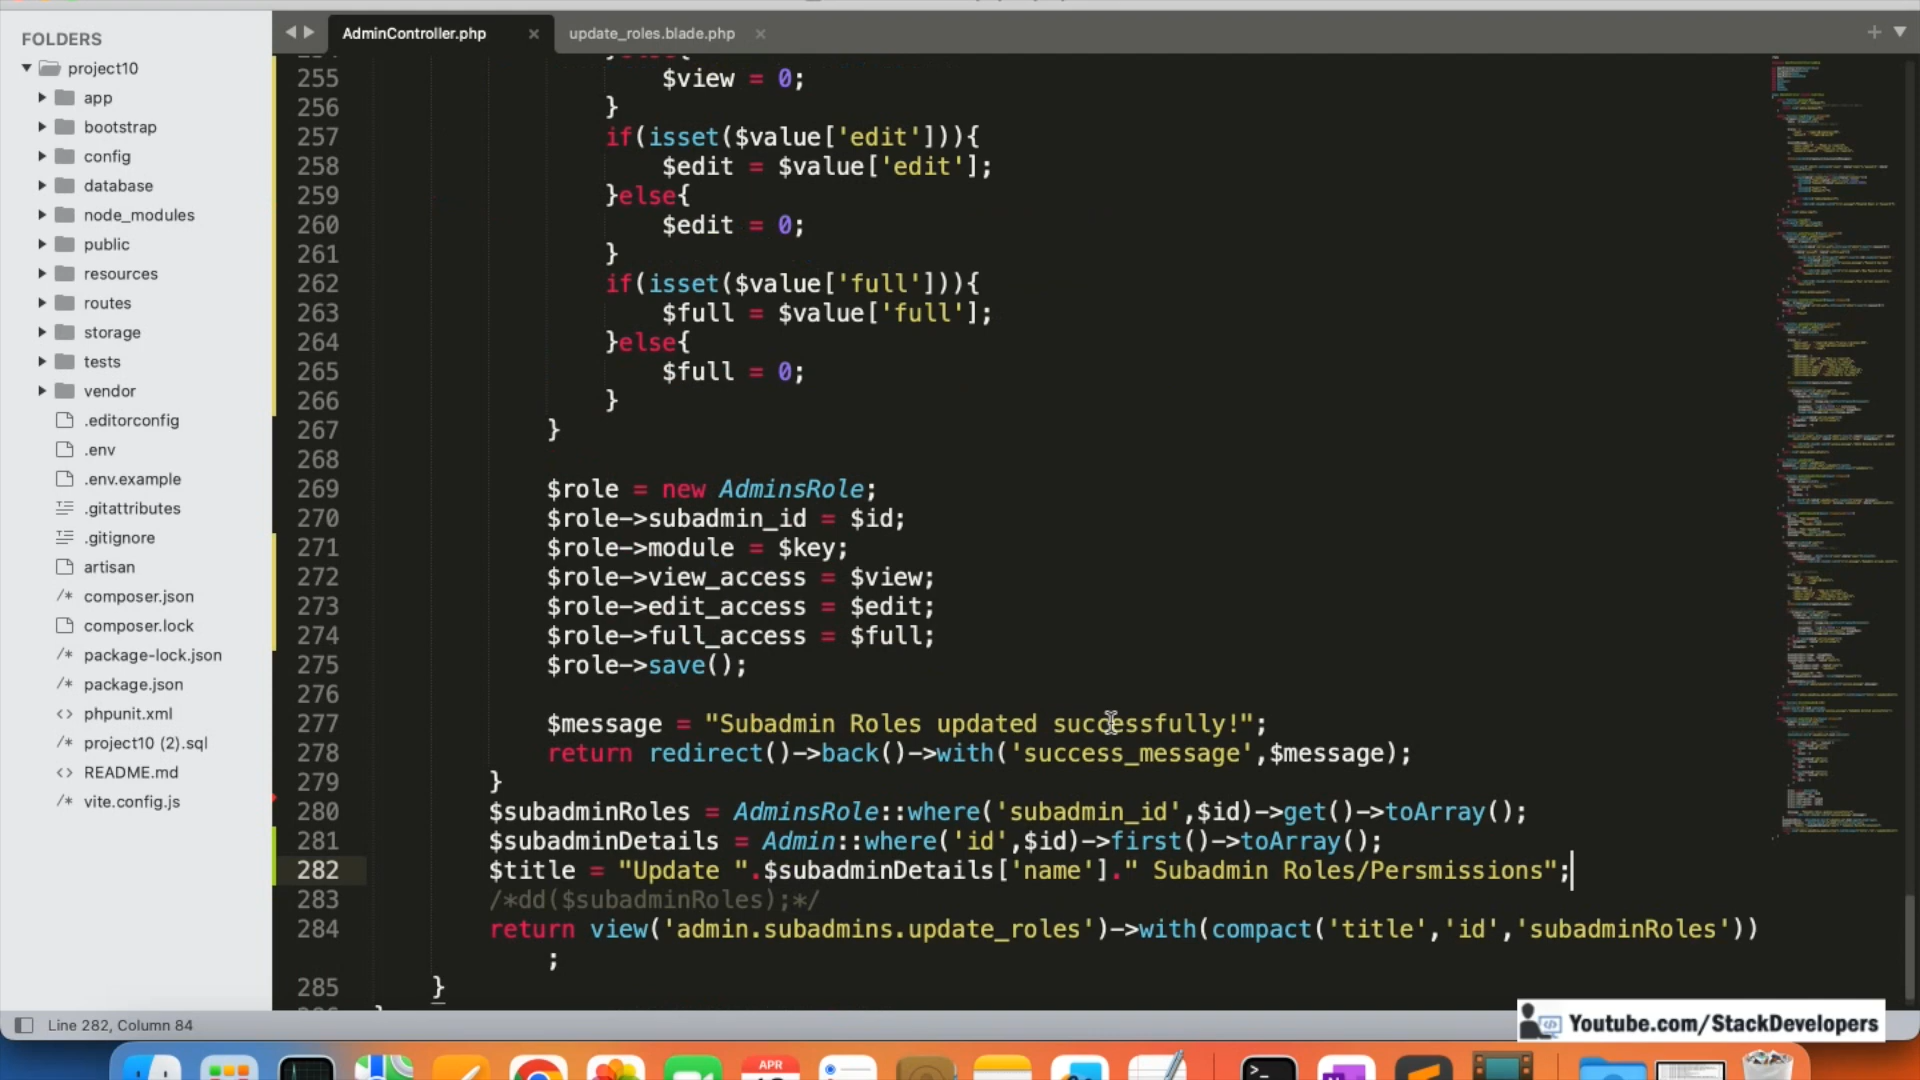 FOLDERS
project10
app
bootstrap
config
database
node_modules
public
resources
routes
storage
tests
vendor
.editorconfig
.env
.env.example
.gitattributes
.gitignore
artisan
/* composer.json
composer.lock
/* package-lock.json
/* package.json
<> phpunit.xml
/* project10 (2).sql
<> README.md
/* vite.config.js
AdminController.php
update_roles.blade.php
255 $view = 0;
256 }
257 if(isset($value['edit'])){
258 $edit = $value['edit'];
259 }else{
260 $edit = 0;
261 }
262 if(isset($value['full'])){
263 $full = $value['full'];
264 }else{
265 $full = 0;
266 }
267 }
268
269 $role = new AdminsRole;
270 $role->subadmin_id = $id;
271 $role->module = $key;
272 $role->view_access = $view;
273 $role->edit_access = $edit;
274 $role->full_access = $full;
275 $role->save();
276
277 $message = "Subadmin Roles updated successfully!";
278 return redirect()->back()->with('success_message',$message);
279 }
280 $subadminRoles = AdminsRole::where('subadmin_id',$id)->get()->toArray();
281 $subadminDetails = Admin::where('id',$id)->first()->toArray();
282 $title = "Update ".$subadminDetails['name']." Subadmin Roles/Persmissions";
283 /*dd($subadminRoles);*/
284 return view('admin.subadmins.update_roles')->with(compact('title','id','subadminRoles'))
;
285 }
Line 282, Column 84
Youtube.com/StackDevelopers
APR